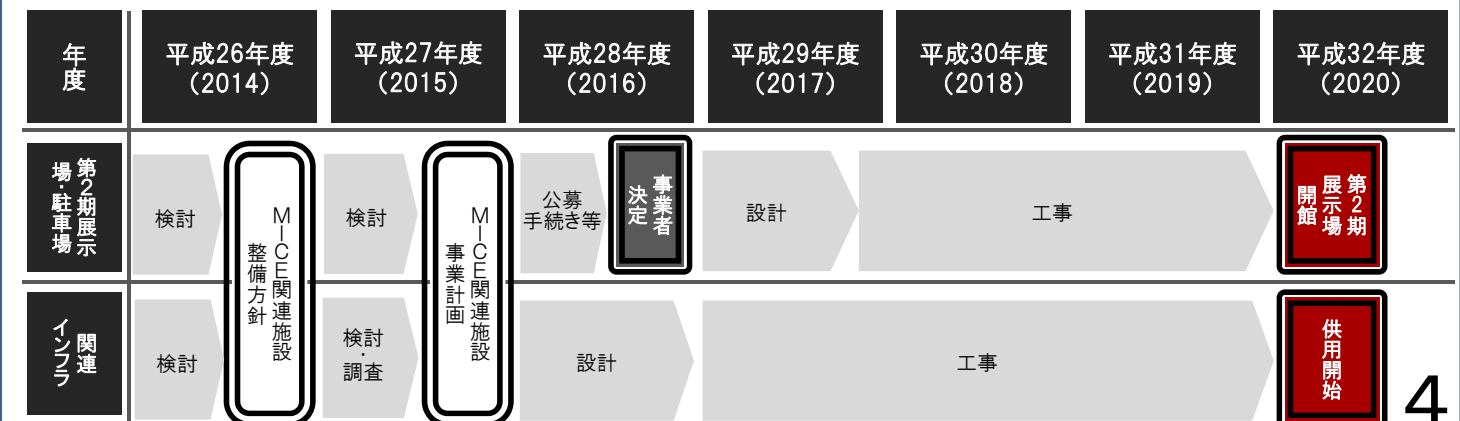 年度
平成26年度
（2014）
平成27年度
（2015）
平成28年度
（2016）
平成29年度
（2017）
平成30年度
（2018）
平成31年度
（2019）
平成32年度
（2020）
第2期展示
場・駐車場
検討
ＭＩＣＥ関連施設
整備方針
検討
ＭＩＣＥ関連施設
事業計画
公募
手続き等
事業者
決定
設計
工事
第2期
展示場
開館
関連
インフラ
検討
検討
・
調査
設計
工事
供用開始
4